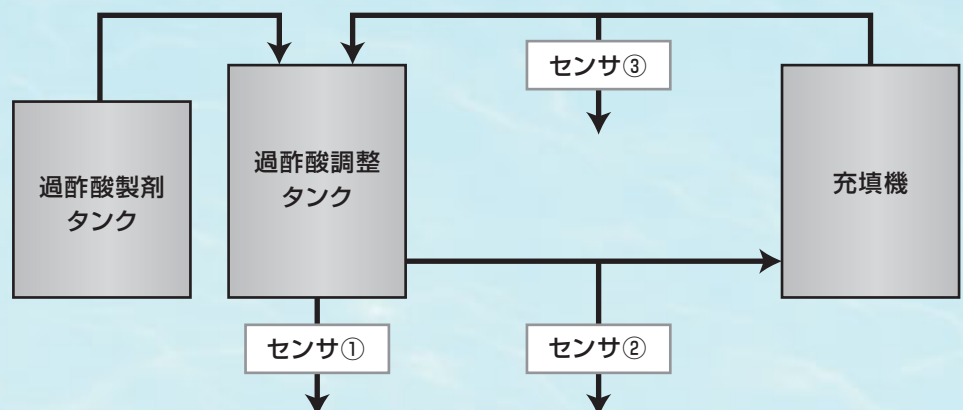 センサ③
過酢酸製剤
タンク
過酢酸調整
タンク
充填機
センサ①
センサ②